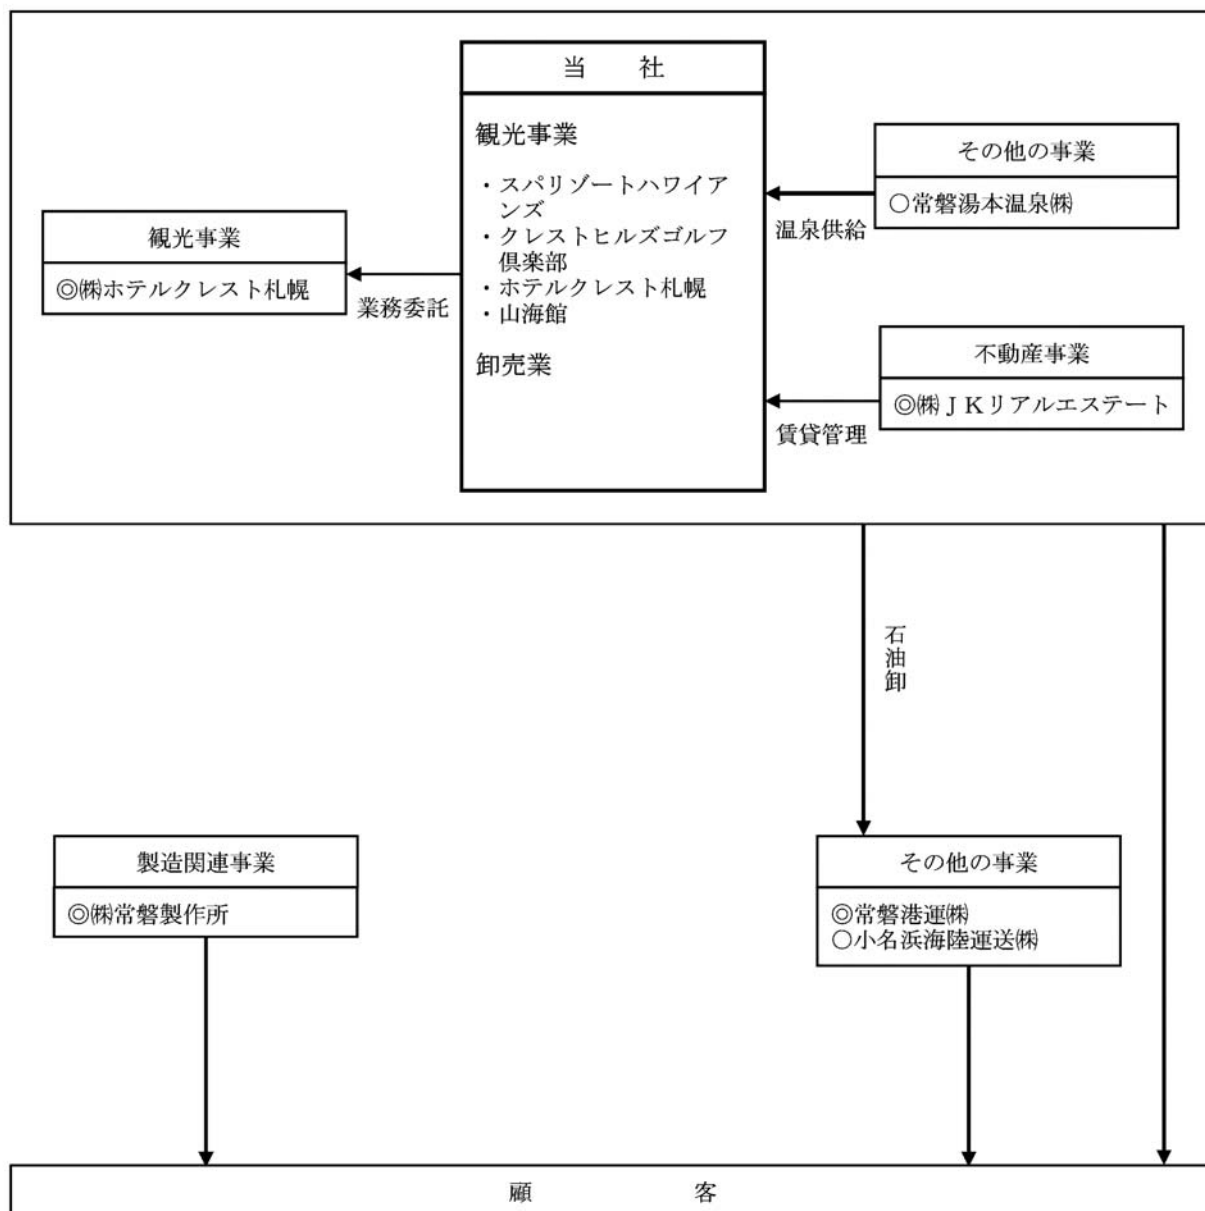 当　　社
観光事業
・スパリゾートハワイア
ンズ
・クレストヒルズゴルフ
倶楽部
・ホテルクレスト札幌
・山海館
卸売業
観光事業
◎㈱ホテルクレスト札幌
業務委託
その他の事業
○常磐湯本温泉㈱
温泉供給
不動産事業
◎㈱ＪＫリアルエステート
賃貸管理
石油卸
製造関連事業
◎㈱常磐製作所
その他の事業
◎常磐港運㈱
○小名浜海陸運送㈱
顧　　　　　　客